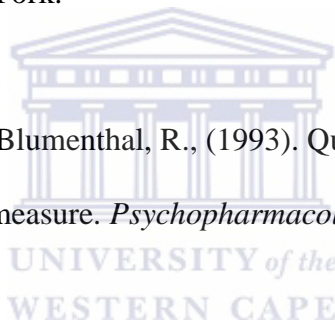 ork.
Blumenthal, R., (1993). Qu
measure. Psychopharmacol
UNIVERSITY of the
WESTERN CAPE